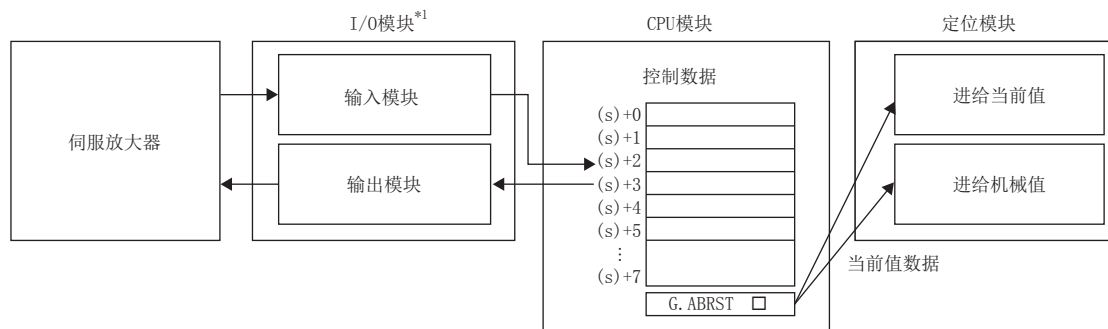 I/O模块*1
CPU模块
定位模块
伺服放大器
输入模块
输出模块
控制数据
(s)+0
(s)+1
(s)+2
(s)+3
(s)+4
(s)+5
⋮
(s)+7
G.ABRST □
进给当前值
进给机械值
当前值数据